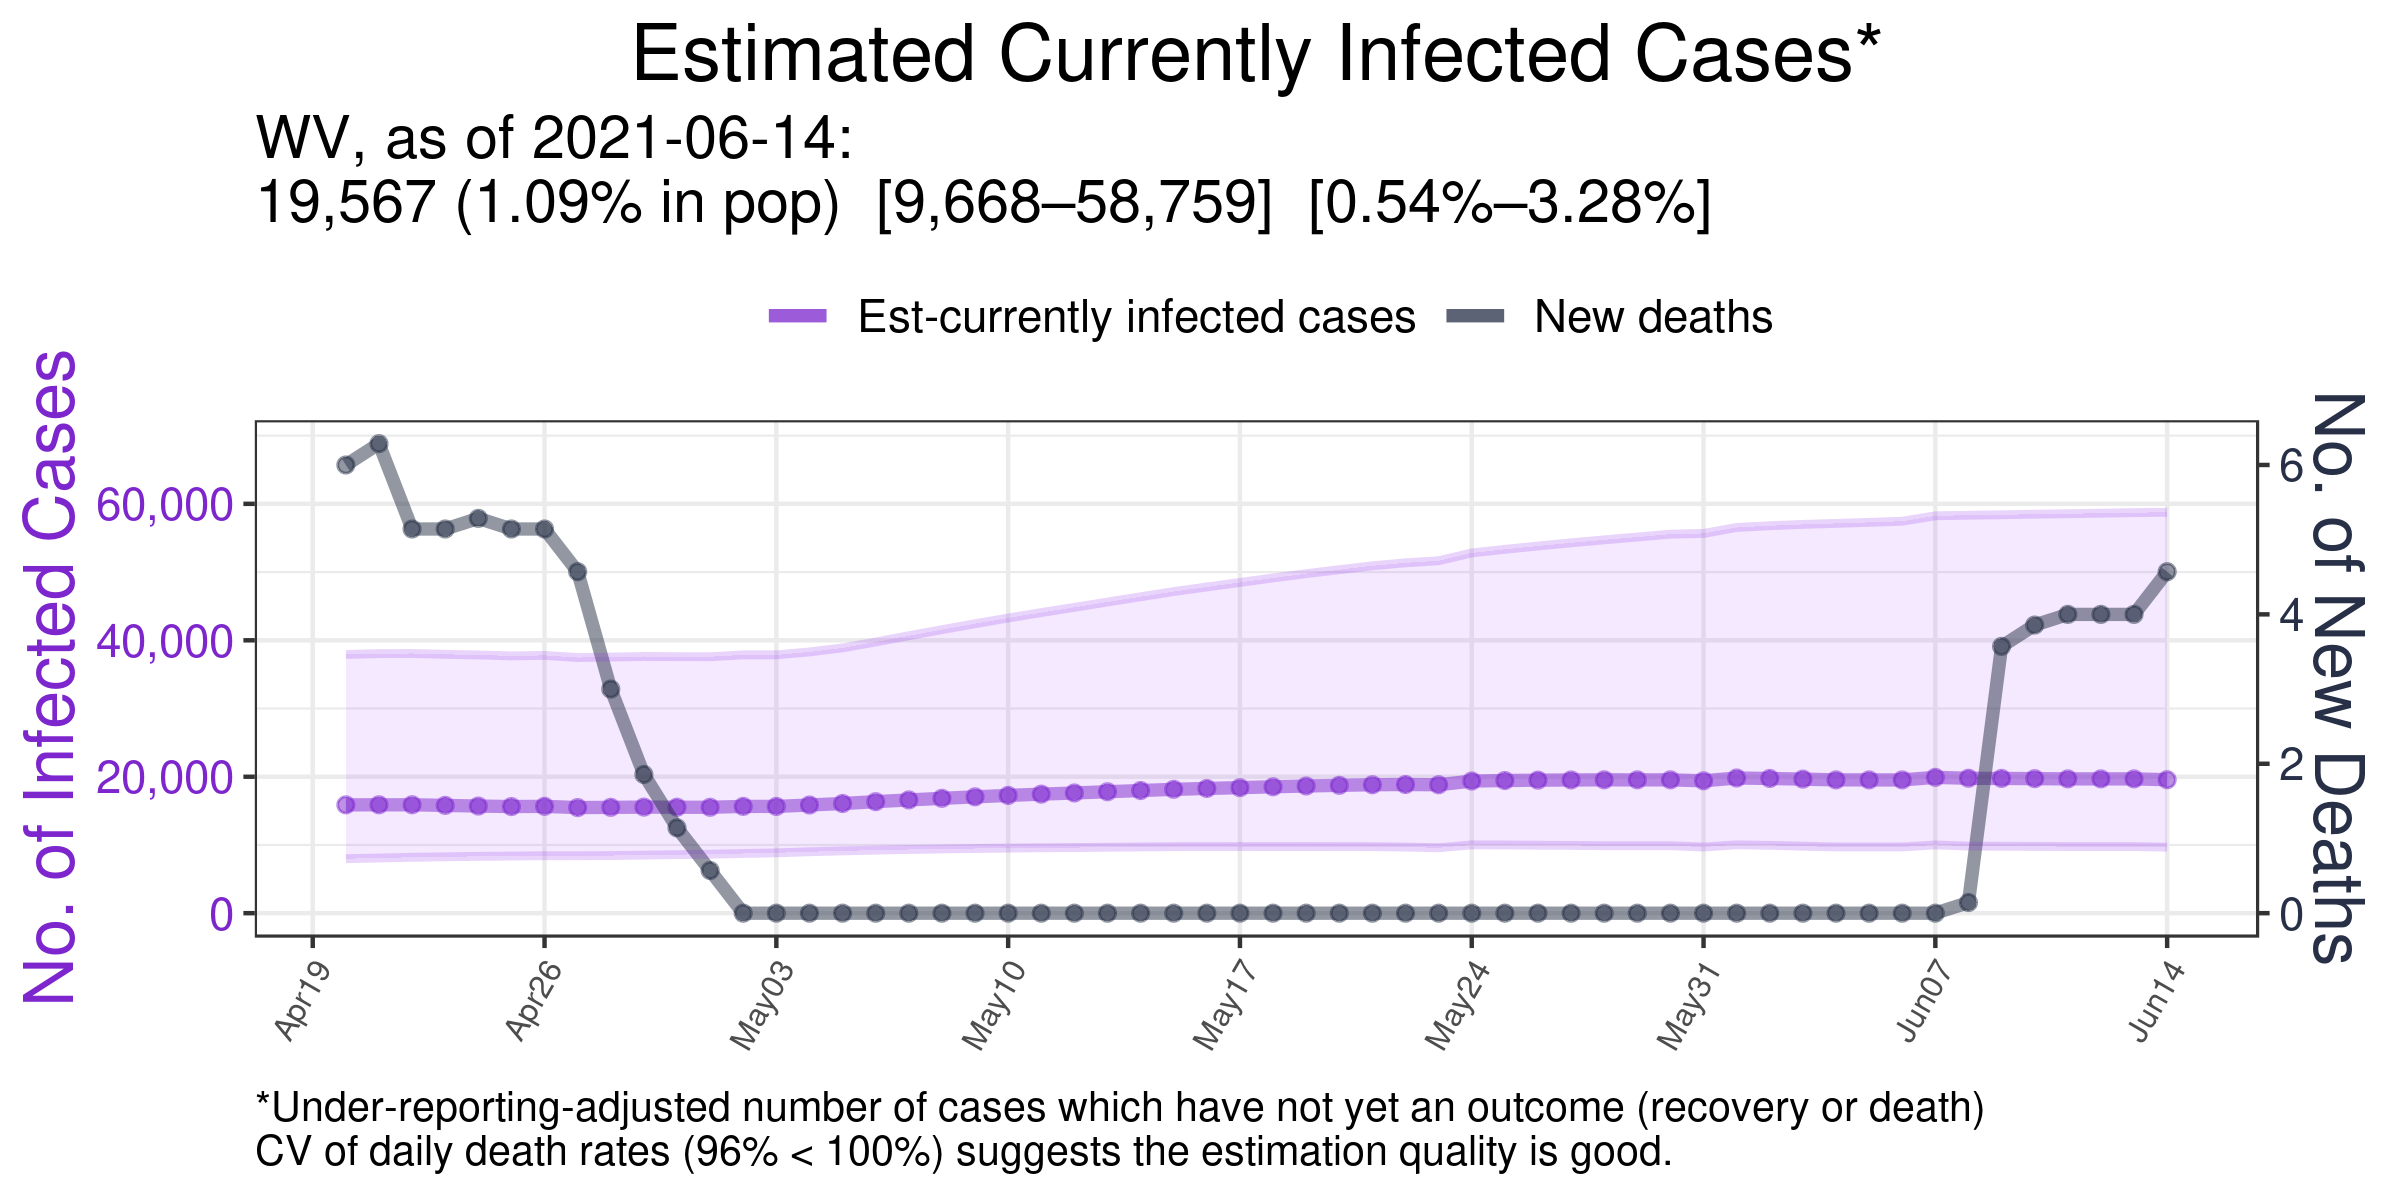 Estimated Currently Infected Cases*
WV, as of 2021-06-14:
19,567 (1.09% in pop)  [9,668–58,759]  [0.54%–3.28%]
Est-currently infected cases
New deaths
No. of Infected Cases
60,000
40,000
20,000
0
6
4
2
0
No. of New Deaths
Apr19
Apr26
May03
May10
May17
May24
May31
Jun07
Jun14
*Under-reporting-adjusted number of cases which have not yet an outcome (recovery or death)
CV of daily death rates (96% < 100%) suggests the estimation quality is good.